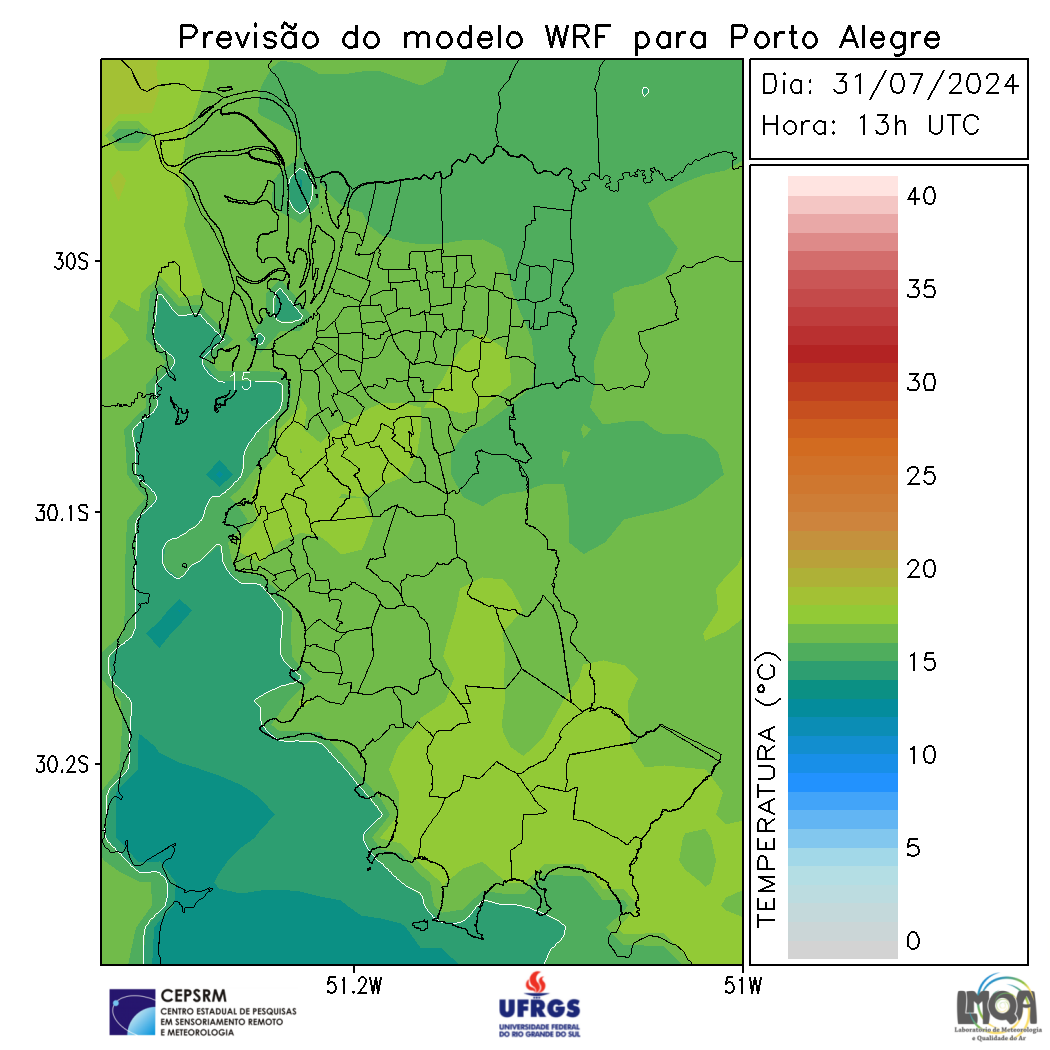 Previsão do modelo WRF para Porto Alegre
Dia: 31/07/2024
Hora: 13h UTC
40
35
30
25
20
15
10
5
0
TEMPERATURA (°C)
30S
30.1S
30.2S
15
51.2W
51W
CEPSRM
CENTRO ESTADUAL DE PESQUISAS
EM SENSORIAMENTO REMOTO
E METEOROLOGIA
UFRGS
UNIVERSIDADE FEDERAL
DO RIO GRANDE DO SUL
LMQA
Laboratório de Meteorologia
e Qualidade do Ar